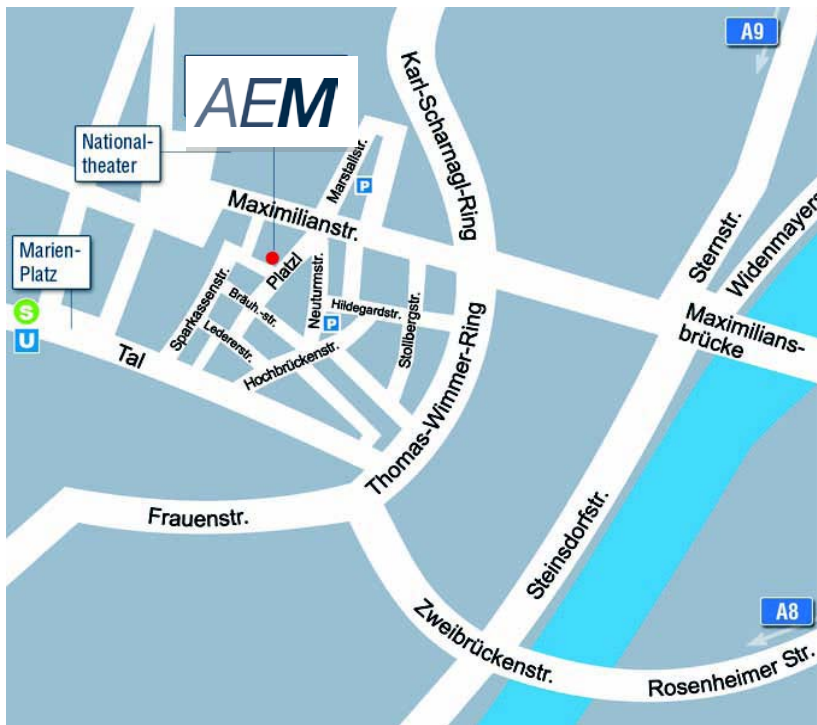 A9
AEM
Karl-Scharnagl-Ring
National-
theater
Marstallstr.
P
Maximilianstr.
Sternstr.
Widenmayers
Marien-
Platz
Platzl
Sparkassenstr.
Bräuh.-str.
Neuturmstr.
Hildegardstr.
Stollbergstr.
S
U
P
Ledererstr.
Maximilians-
brücke
Tal
Hochbrückenstr.
Thomas-Wimmer-Ring
Frauenstr.
Steinsdorfstr.
A8
Zweibrückenstr.
Rosenheimer Str.